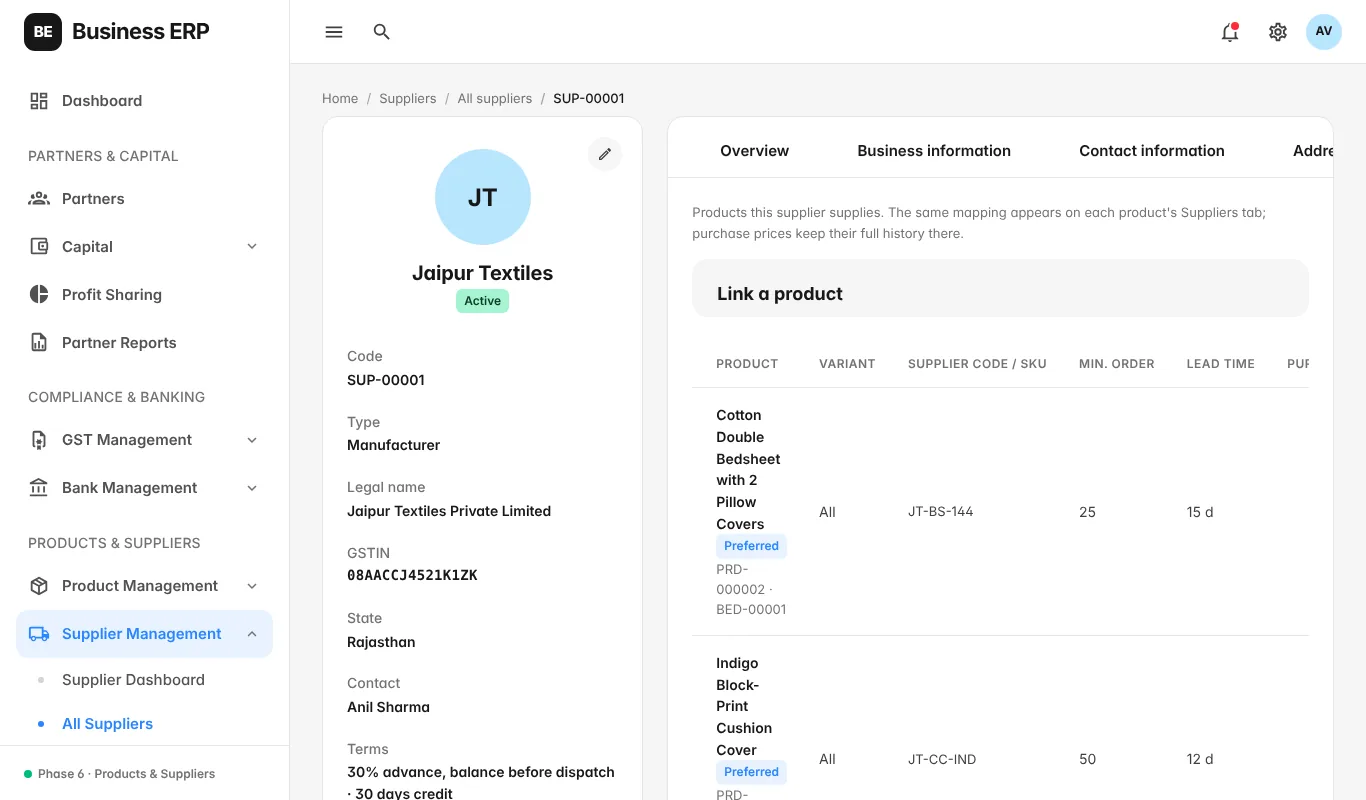 BE Business ERP
Dashboard
PARTNERS & CAPITAL
Partners
Capital
Profit Sharing
Partner Reports
COMPLIANCE & BANKING
GST Management
Bank Management
PRODUCTS & SUPPLIERS
Product Management
Supplier Management
Supplier Dashboard
All Suppliers
Phase 6 · Products & Suppliers
AV
Home / Suppliers / All suppliers / SUP-00001
JT
Jaipur Textiles
Active
Code
SUP-00001
Type
Manufacturer
Legal name
Jaipur Textiles Private Limited
GSTIN
08AACCJ4521K1ZK
State
Rajasthan
Contact
Anil Sharma
Terms
30% advance, balance before dispatch
· 30 days credit
Overview Business information Contact information Addre
Products this supplier supplies. The same mapping appears on each product's Suppliers tab;
purchase prices keep their full history there.
Link a product
PRODUCT VARIANT SUPPLIER CODE / SKU MIN. ORDER LEAD TIME PUR
Cotton
Double
Bedsheet
with 2
Pillow
Covers
Preferred
PRD-
000002 ·
BED-00001
All JT-BS-144 25 15 d
Indigo
Block-
Print
Cushion
Cover
Preferred
PRD-
All JT-CC-IND 50 12 d